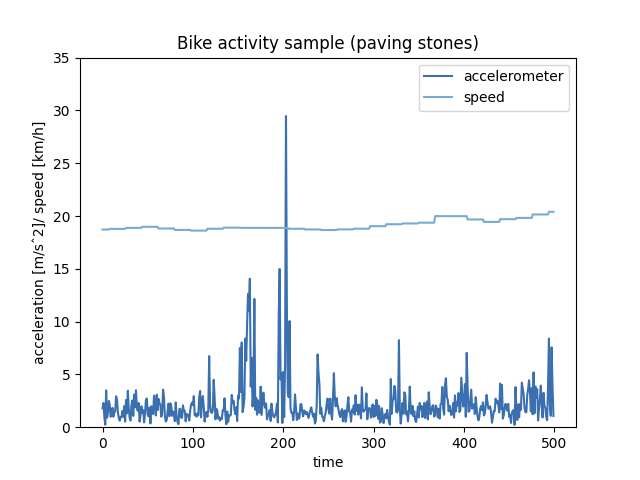 Bike activity sample (paving stones)
accelerometer
speed
35
30
25
20
15
10
5
0
acceleration [m/sˆ2]/ speed [km/h]
0 100 200 300 400 500
time